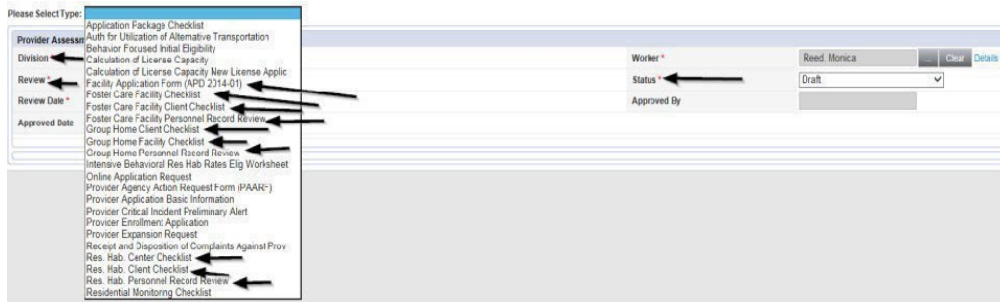 Please Select Type:
Application Package Checklist
Auth for Utilization of Alternative Transportation
Behavior Focused Initial Eligibility
Calculation of License Capacity
Calculation of License Capacity New License Applic
Facility Application Form (APD 2014-01)
Foster Care Facility Checklist
Foster Care Facility Client Checklist
Foster Care Facility Personnel Record Review
Group Home Client Checklist
Group Home Facility Checklist
Group Home Personnel Record Review
Intensive Behavioral Res Hab Rates Elig Worksheet
Online Application Request
Provider Agency Action Request Form (PAARF)
Provider Application Basic Information
Provider Critical Incident Preliminary Alert
Provider Enrollment Application
Provider Expansion Request
Receipt and Disposition of Complaints Against Prov
Res. Hab. Center Checklist
Res. Hab. Client Checklist
Res. Hab. Personnel Record Review
Residential Monitoring Checklist
Provider Assessm
Division *
Review *
Review Date *
Approved Date
Worker *
Reed, Monica
...
Clear
Details
Status *
Draft
Approved By